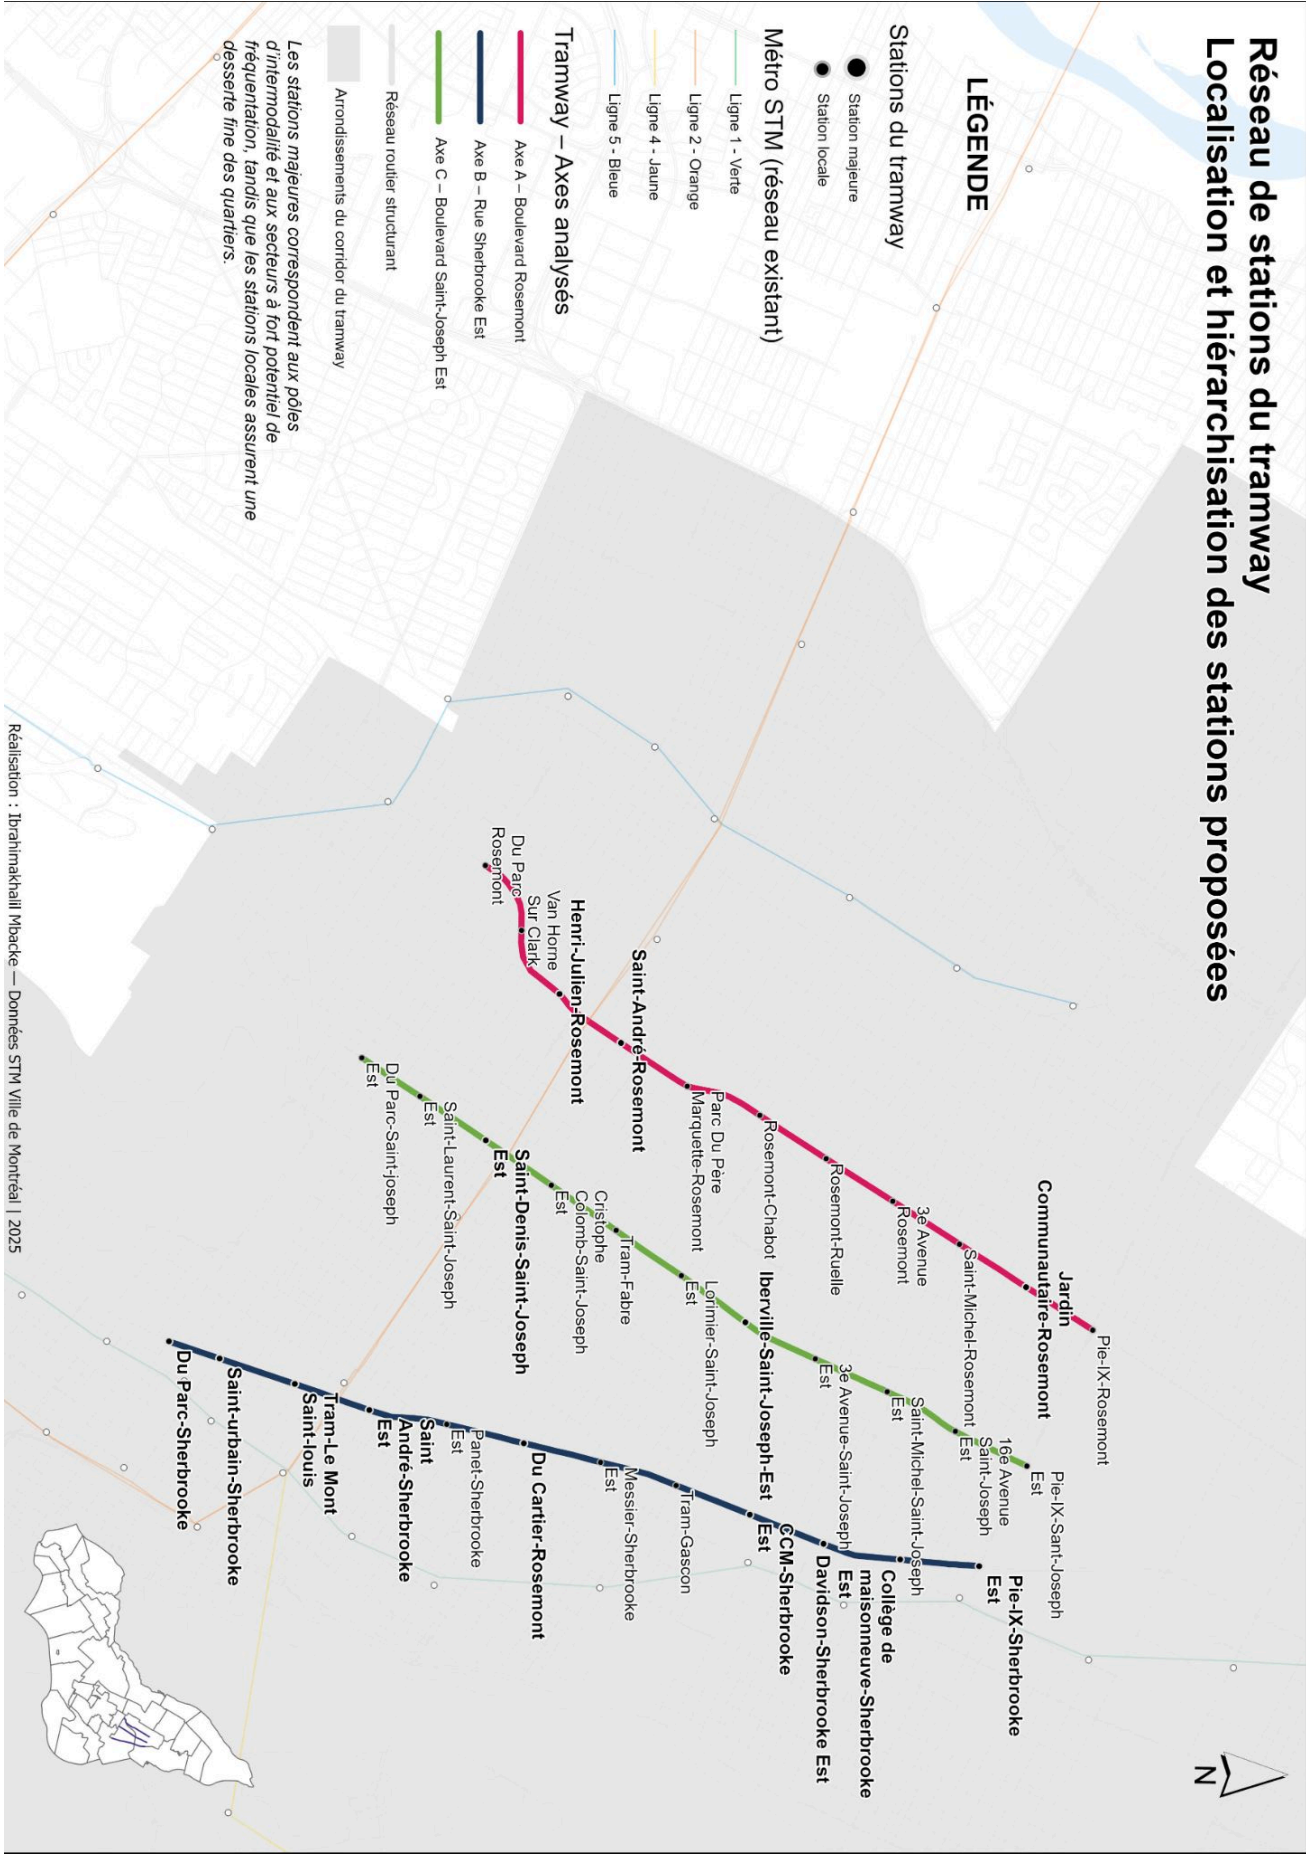 Réseau de stations du tramway
Localisation et hiérarchisation des stations proposées
LÉGENDE
Stations du tramway
Station majeure
Station locale
Métro STM (réseau existant)
Ligne 1 - Verte
Ligne 2 - Orange
Ligne 4 - Jaune
Ligne 5 - Bleue
Tramway – Axes analysés
Axe A – Boulevard Rosemont
Axe B – Rue Sherbrooke Est
Axe C – Boulevard Saint-Joseph Est
Réseau routier structurant
Arrondissements du corridor du tramway
Les stations majeures correspondent aux pôles
d'intermodalité et aux secteurs à fort potentiel de
fréquentation, tandis que les stations locales assurent une
desserte fine des quartiers.
Du Parc
Rosemont
Van Horne
Sur Clark
Henri-Julien-Rosemont
Saint-André-Rosemont
Parc Du Père
Marquette-Rosemont
Rosemont-Chabot
Rosemont-Ruelle
3e Avenue
Rosemont
Saint-Michel-Rosemont
Jardin
Communautaire-Rosemont
Pie-IX-Rosemont
Du Parc-Saint-joseph
Est
Saint-Laurent-Saint-Joseph
Est
Saint-Denis-Saint-Joseph
Est
Cristophe
Colomb-Saint-Joseph
Est
Tram-Fabre
Lorimier-Saint-Joseph
Est
Iberville-Saint-Joseph-Est
3e Avenue-Saint-Joseph
Est
Saint-Michel-Saint-Joseph
Est
16e Avenue
Saint-Joseph
Est
Pie-IX-Sant-Joseph
Est
Du Parc-Sherbrooke
Saint-urbain-Sherbrooke
Tram-Le Mont
Saint-louis
Saint
André-Sherbrooke
Est
Panet-Sherbrooke
Est
Du Cartier-Rosemont
Messier-Sherbrooke
Est
Tram-Gascon
CCM-Sherbrooke
Est
Davidson-Sherbrooke Est
Collège de
maisonneuve-Sherbrooke
Est
Pie-IX-Sherbrooke
Est
N
Réalisation : Ibrahimakhalil Mbacke — Données STM Ville de Montréal | 2025